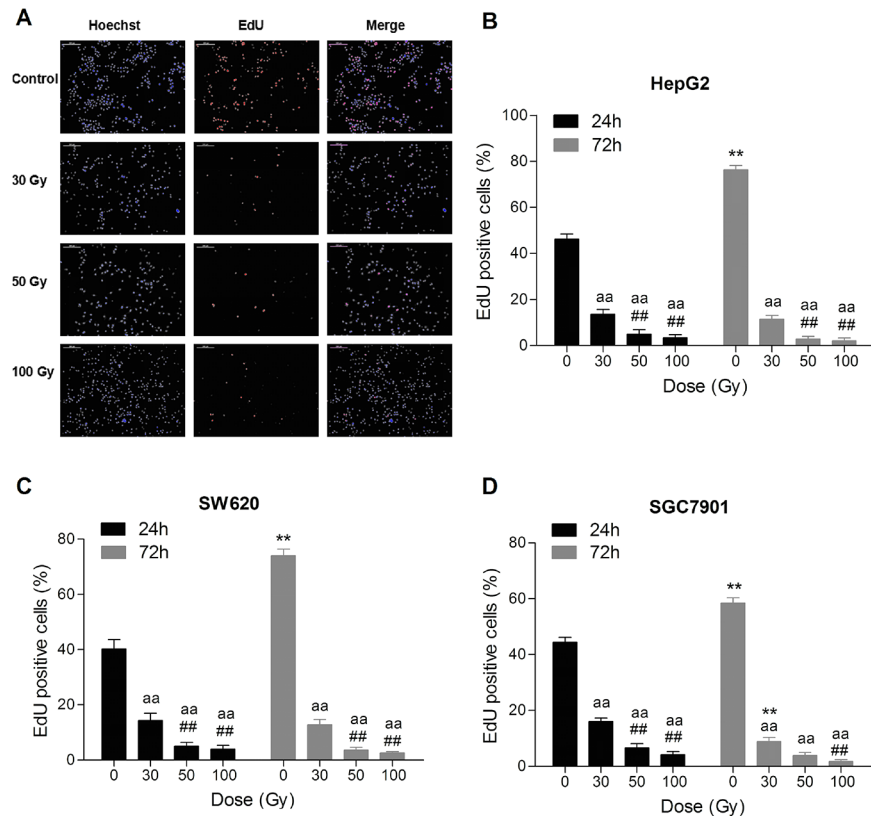 A
Hoechst EdU Merge
Control
30 Gy
50 Gy
100 Gy
B
HepG2
24h
72h
EdU positive cells (%)
100
80
60
40
20
0
**
aa aa aa aa aa aa
## ## ## ##
0 30 50 100 0 30 50 100
Dose (Gy)
C
SW620
24h
72h
EdU positive cells (%)
80
60
40
20
0
**
aa aa aa aa aa aa
## ## ## ##
0 30 50 100 0 30 50 100
Dose (Gy)
D
SGC7901
24h
72h
EdU positive cells (%)
80
60
40
20
0
**
**
aa aa aa aa aa aa
## ## ##
0 30 50 100 0 30 50 100
Dose (Gy)